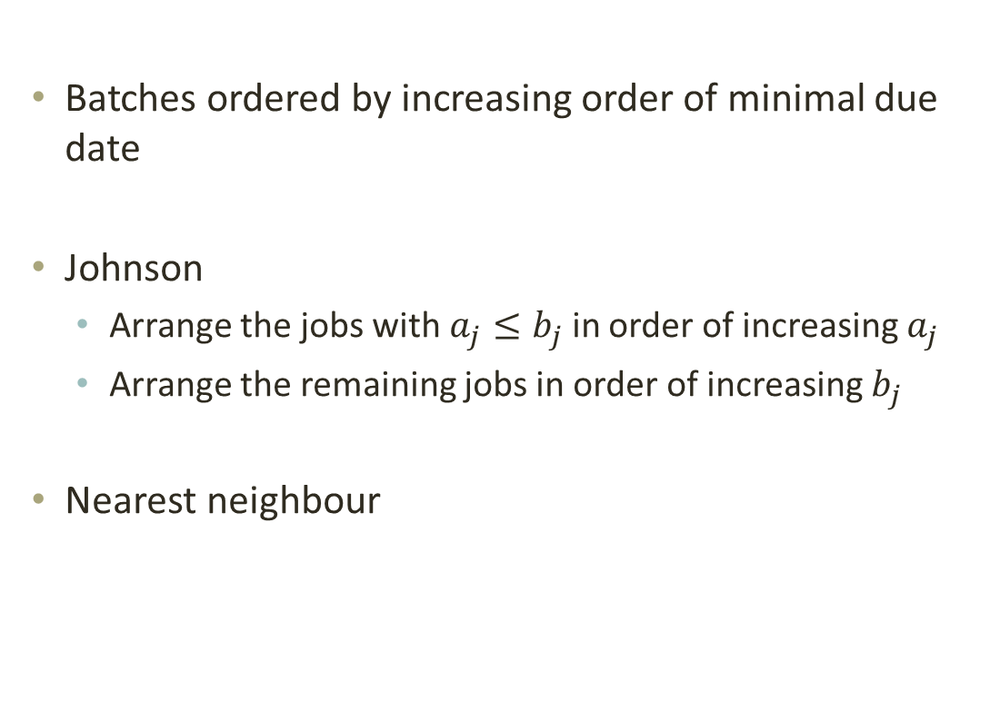 • Batches ordered by increasing order of minimal due
date
• Johnson
• Arrange the jobs with a_j ≤ b_j in order of increasing a_j
• Arrange the remaining jobs in order of increasing b_j
• Nearest neighbour